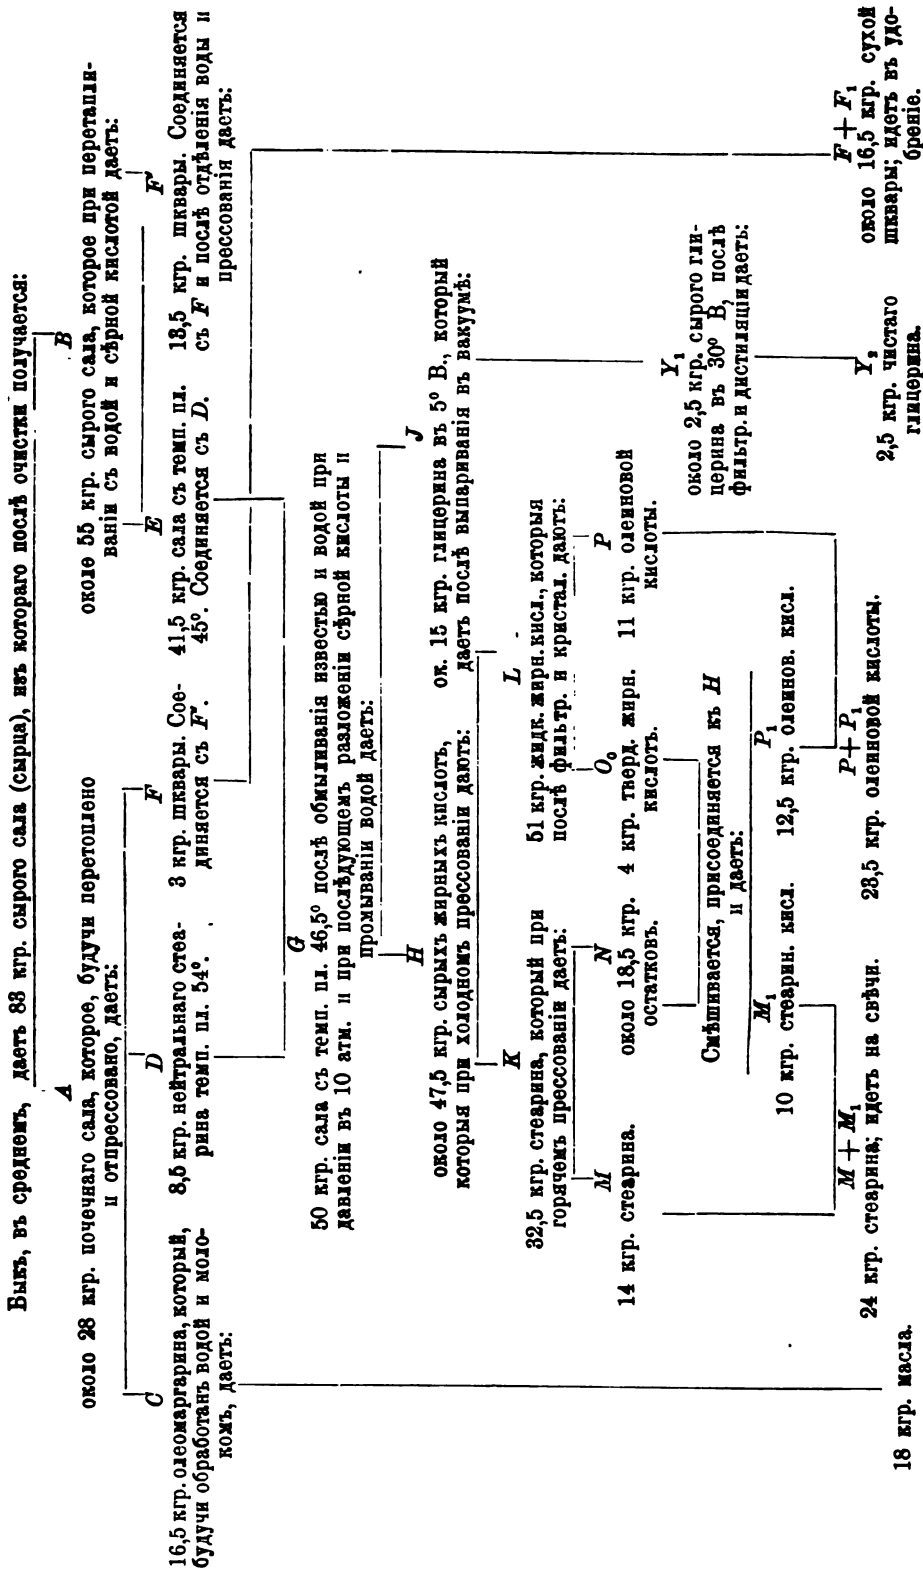 Быкъ, въ среднемъ, даетъ 83 кгр. сырого сала (сырца), изъ котораго послѣ очистки получается:
A
B
около 28 кгр. почечнаго сала, которое, будучи перетоплено
и отпрессовано, даетъ:
около 55 кгр. сырого сала, которое при перетапли-
ваніи съ водой и сѣрной кислотой даетъ:
C
D
F
E
F'
16,5 кгр. олеомаргарина, который,
будучи обработанъ водой и моло-
комъ, даетъ:
8,5 кгр. нейтральнаго стеа-
рина темп. пл. 54°.
3 кгр. шквары. Сое-
диняется съ F'.
41,5 кгр. сала съ темп. пл.
45°. Соединяется съ D.
13,5 кгр. шквары. Соединяется
съ F и послѣ отдѣленія воды и
прессованія даетъ:
G
50 кгр. сала съ темп. пл. 46,5° послѣ обмыливанія известью и водой при
давленіи въ 10 атм. и при послѣдующемъ разложеніи сѣрной кислоты и
промываніи водой даетъ:
H
J
около 47,5 кгр. сырыхъ жирныхъ кислотъ,
которыя при холодномъ прессованіи даютъ:
ок. 15 кгр. глицерина въ 5° В., который
даетъ послѣ выпариванія въ вакуумѣ:
K
L
32,5 кгр. стеарина, который при
горячемъ прессованіи даетъ:
51 кгр. жидк. жирн. кисл., которыя
послѣ фильтр. и кристал. даютъ:
M
N
O₀
P
14 кгр. стеарина.
около 18,5 кгр.
остатковъ.
4 кгр. тверд. жирн.
кислотъ.
11 кгр. олеиновой
кислоты.
Y₁
около 2,5 кгр. сырого гли-
церина въ 30° В, послѣ
фильтр. и дистиляціи даетъ:
Смѣшивается, присоединяется къ H
и даетъ:
M₁
P₁
10 кгр. стеарин. кисл.
12,5 кгр. олеинов. кисл.
M + M₁
24 кгр. стеарина; идетъ на свѣчи.
P + P₁
23,5 кгр. олеиновой кислоты.
Y₂
2,5 кгр. чистаго
глицерина.
F + F₁
около 16,5 кгр. сухой
шквары; идетъ въ удо-
бреніе.
18 кгр. масла.